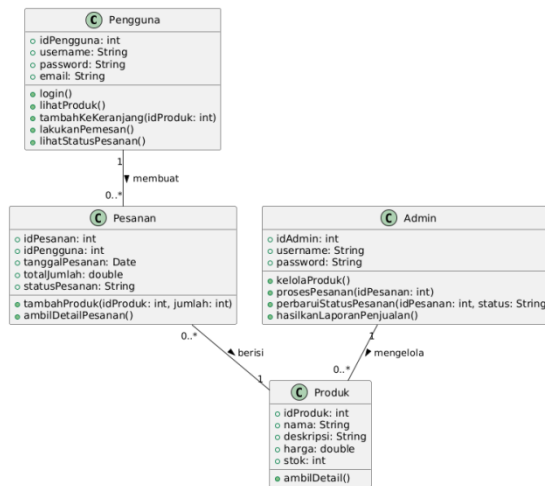 C Pengguna
idPengguna: int
username: String
password: String
email: String
login()
lihatProduk()
tambahKeKeranjang(idProduk: int)
lakukanPemesan()
lihatStatusPesanan()
1
membuat
0..*
C Pesanan
idPesanan: int
idPengguna: int
tanggalPesanan: Date
totalJumlah: double
statusPesanan: String
tambahProduk(idProduk: int, jumlah: int)
ambilDetailPesanan()
C Admin
idAdmin: int
username: String
password: String
kelolaProduk()
prosesPesanan(idPesanan: int)
perbaruiStatusPesanan(idPesanan: int, status: String
hasilkanLaporanPenjualan()
0..*
berisi
1
1
mengelola
0..*
C Produk
idProduk: int
nama: String
deskripsi: String
harga: double
stok: int
ambilDetail()